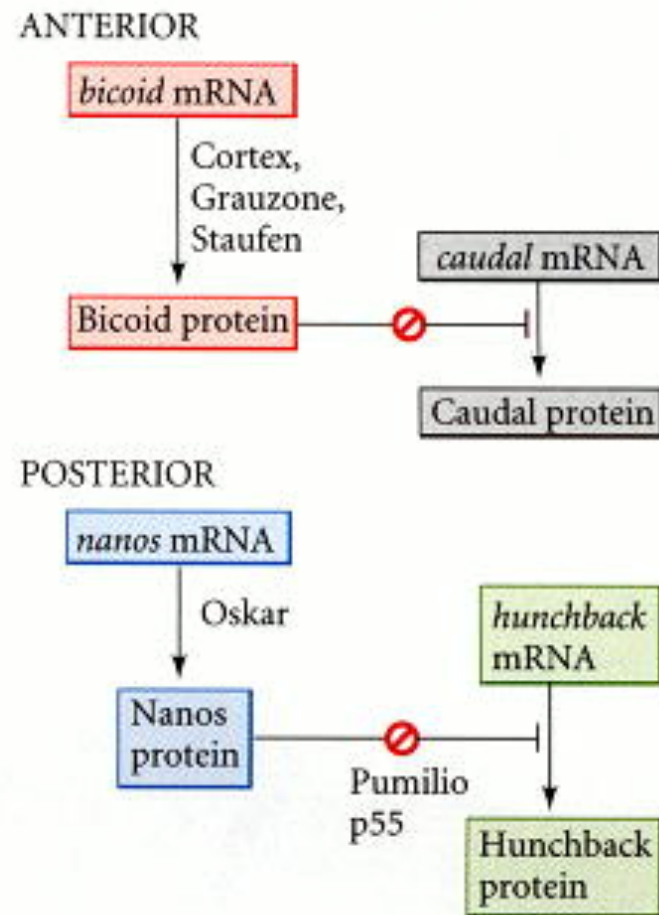 ANTERIOR
bicoid mRNA
Cortex,
Grauzone,
Staufen
caudal mRNA
Bicoid protein
Caudal protein
POSTERIOR
nanos mRNA
Oskar
hunchback
mRNA
Nanos
protein
Pumilio
p55
Hunchback
protein